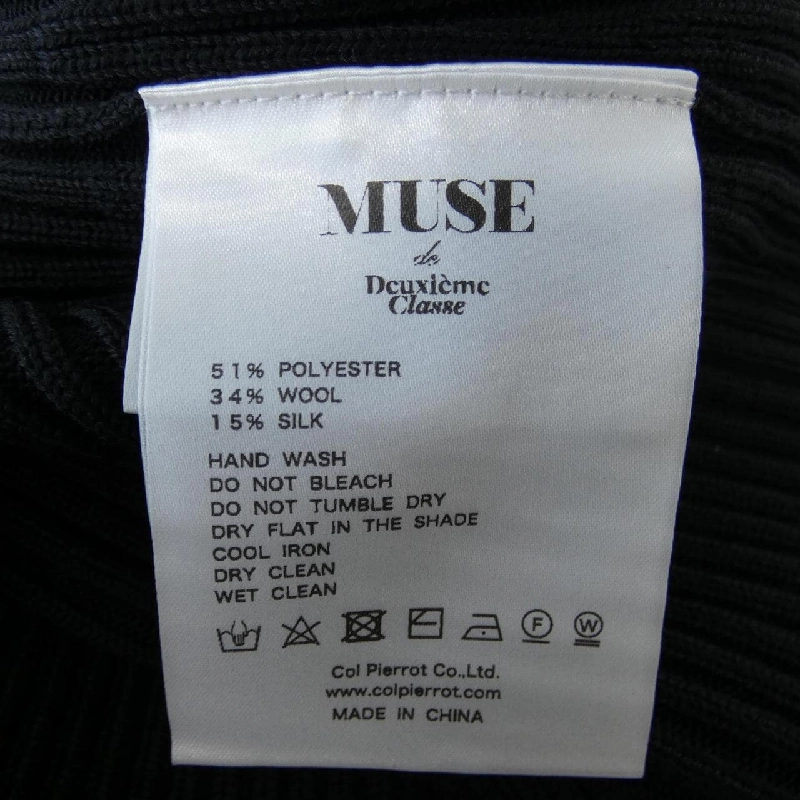 MUSE
de
Deuxième
Classe
51% POLYESTER
34% WOOL
15% SILK
HAND WASH
DO NOT BLEACH
DO NOT TUMBLE DRY
DRY FLAT IN THE SHADE
COOL IRON
DRY CLEAN
WET CLEAN
F W
Col Pierrot Co.,Ltd.
www.colpierrot.com
MADE IN CHINA